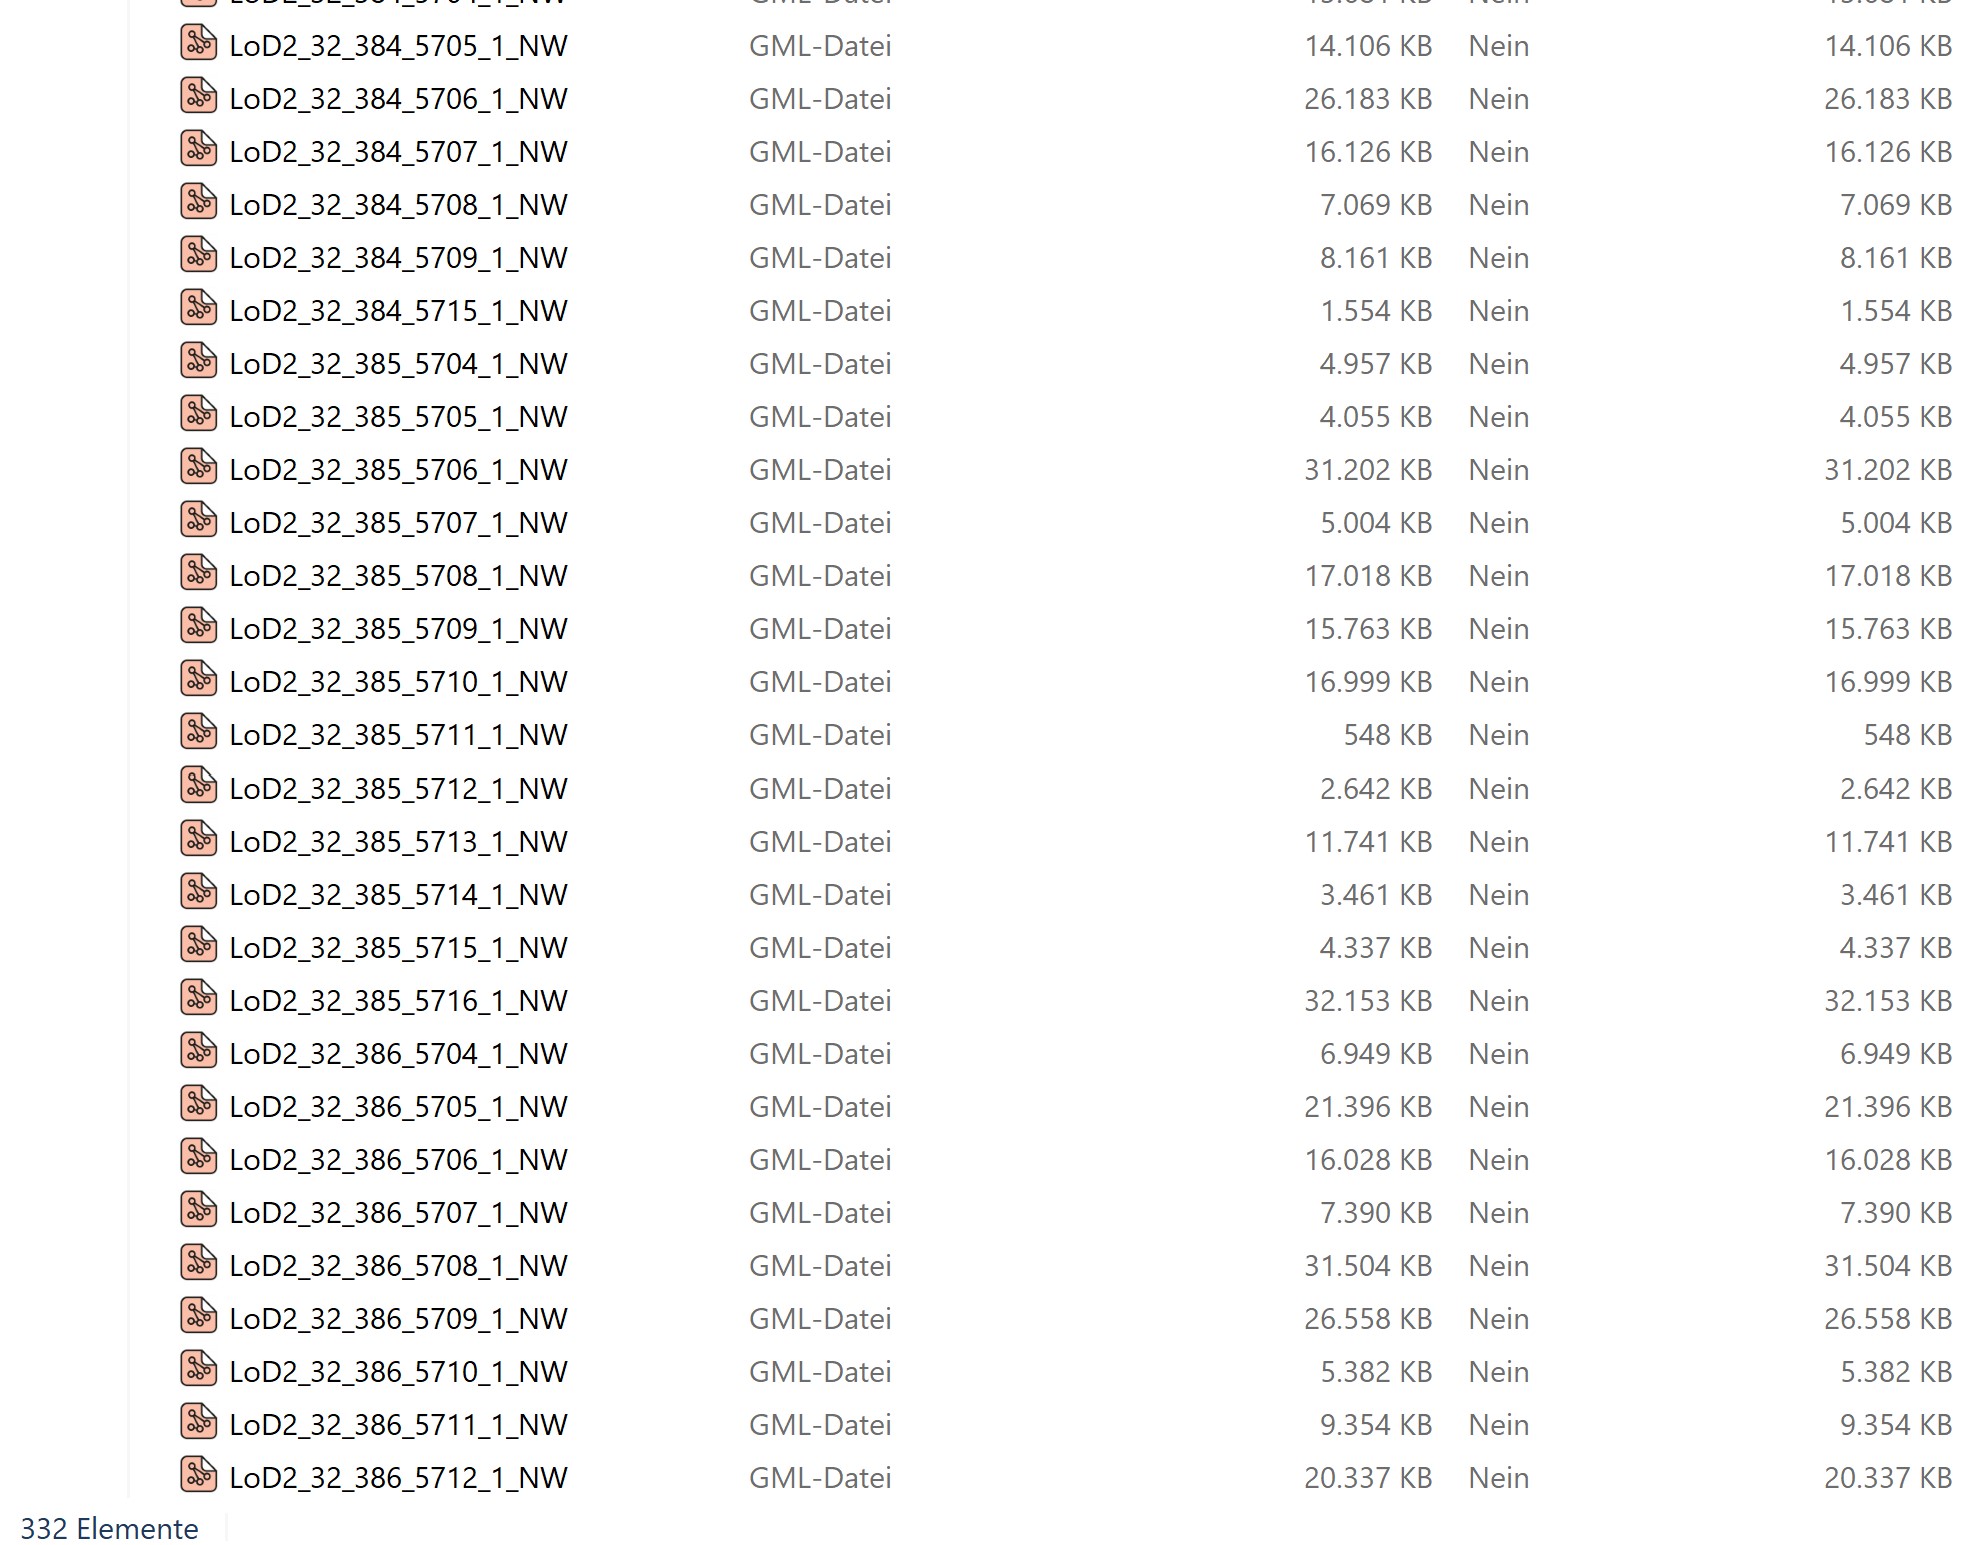 LoD2_32_384_5705_1_NW GML-Datei 14.106 KB Nein 14.106 KB
LoD2_32_384_5706_1_NW GML-Datei 26.183 KB Nein 26.183 KB
LoD2_32_384_5707_1_NW GML-Datei 16.126 KB Nein 16.126 KB
LoD2_32_384_5708_1_NW GML-Datei 7.069 KB Nein 7.069 KB
LoD2_32_384_5709_1_NW GML-Datei 8.161 KB Nein 8.161 KB
LoD2_32_384_5715_1_NW GML-Datei 1.554 KB Nein 1.554 KB
LoD2_32_385_5704_1_NW GML-Datei 4.957 KB Nein 4.957 KB
LoD2_32_385_5705_1_NW GML-Datei 4.055 KB Nein 4.055 KB
LoD2_32_385_5706_1_NW GML-Datei 31.202 KB Nein 31.202 KB
LoD2_32_385_5707_1_NW GML-Datei 5.004 KB Nein 5.004 KB
LoD2_32_385_5708_1_NW GML-Datei 17.018 KB Nein 17.018 KB
LoD2_32_385_5709_1_NW GML-Datei 15.763 KB Nein 15.763 KB
LoD2_32_385_5710_1_NW GML-Datei 16.999 KB Nein 16.999 KB
LoD2_32_385_5711_1_NW GML-Datei 548 KB Nein 548 KB
LoD2_32_385_5712_1_NW GML-Datei 2.642 KB Nein 2.642 KB
LoD2_32_385_5713_1_NW GML-Datei 11.741 KB Nein 11.741 KB
LoD2_32_385_5714_1_NW GML-Datei 3.461 KB Nein 3.461 KB
LoD2_32_385_5715_1_NW GML-Datei 4.337 KB Nein 4.337 KB
LoD2_32_385_5716_1_NW GML-Datei 32.153 KB Nein 32.153 KB
LoD2_32_386_5704_1_NW GML-Datei 6.949 KB Nein 6.949 KB
LoD2_32_386_5705_1_NW GML-Datei 21.396 KB Nein 21.396 KB
LoD2_32_386_5706_1_NW GML-Datei 16.028 KB Nein 16.028 KB
LoD2_32_386_5707_1_NW GML-Datei 7.390 KB Nein 7.390 KB
LoD2_32_386_5708_1_NW GML-Datei 31.504 KB Nein 31.504 KB
LoD2_32_386_5709_1_NW GML-Datei 26.558 KB Nein 26.558 KB
LoD2_32_386_5710_1_NW GML-Datei 5.382 KB Nein 5.382 KB
LoD2_32_386_5711_1_NW GML-Datei 9.354 KB Nein 9.354 KB
LoD2_32_386_5712_1_NW GML-Datei 20.337 KB Nein 20.337 KB
332 Elemente